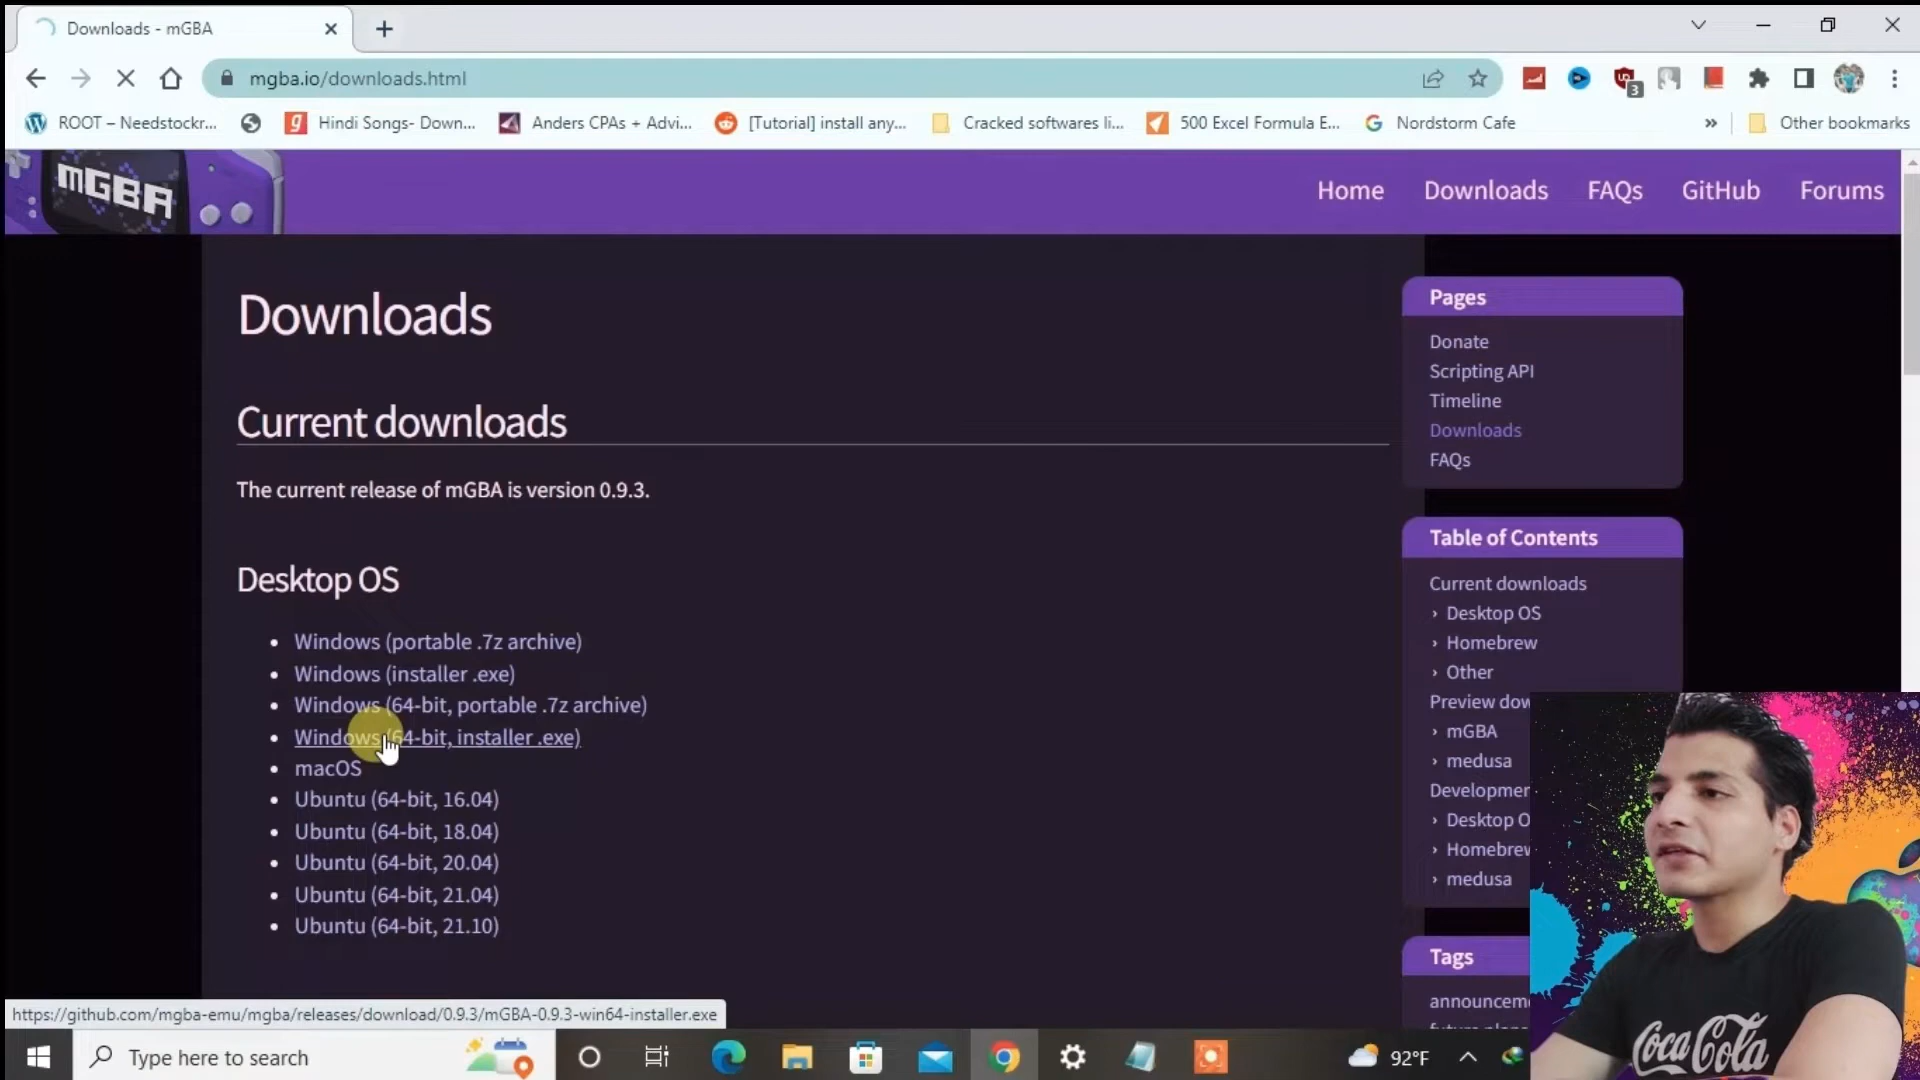 Downloads - mGBA
mgba.io/downloads.html
3
ROOT – Needstockr...
Hindi Songs- Down...
Anders CPAs + Advi...
[Tutorial] install any...
Cracked softwares li...
500 Excel Formula E...
Nordstorm Cafe
»
Other bookmarks
mGBA
Home
Downloads
FAQs
GitHub
Forums
Downloads
Current downloads
The current release of mGBA is version 0.9.3.
Desktop OS
• Windows (portable .7z archive)
• Windows (installer .exe)
• Windows (64-bit, portable .7z archive)
• Windows (64-bit, installer .exe)
• macOS
• Ubuntu (64-bit, 16.04)
• Ubuntu (64-bit, 18.04)
• Ubuntu (64-bit, 20.04)
• Ubuntu (64-bit, 21.04)
• Ubuntu (64-bit, 21.10)
Pages
Donate
Scripting API
Timeline
Downloads
FAQs
Table of Contents
Current downloads
› Desktop OS
› Homebrew
› Other
Preview dow
› mGBA
› medusa
Developmen
› Desktop O
› Homebrew
› medusa
Tags
announcem
https://github.com/mgba-emu/mgba/releases/download/0.9.3/mGBA-0.9.3-win64-installer.exe
Type here to search
92°F
Coca Cola